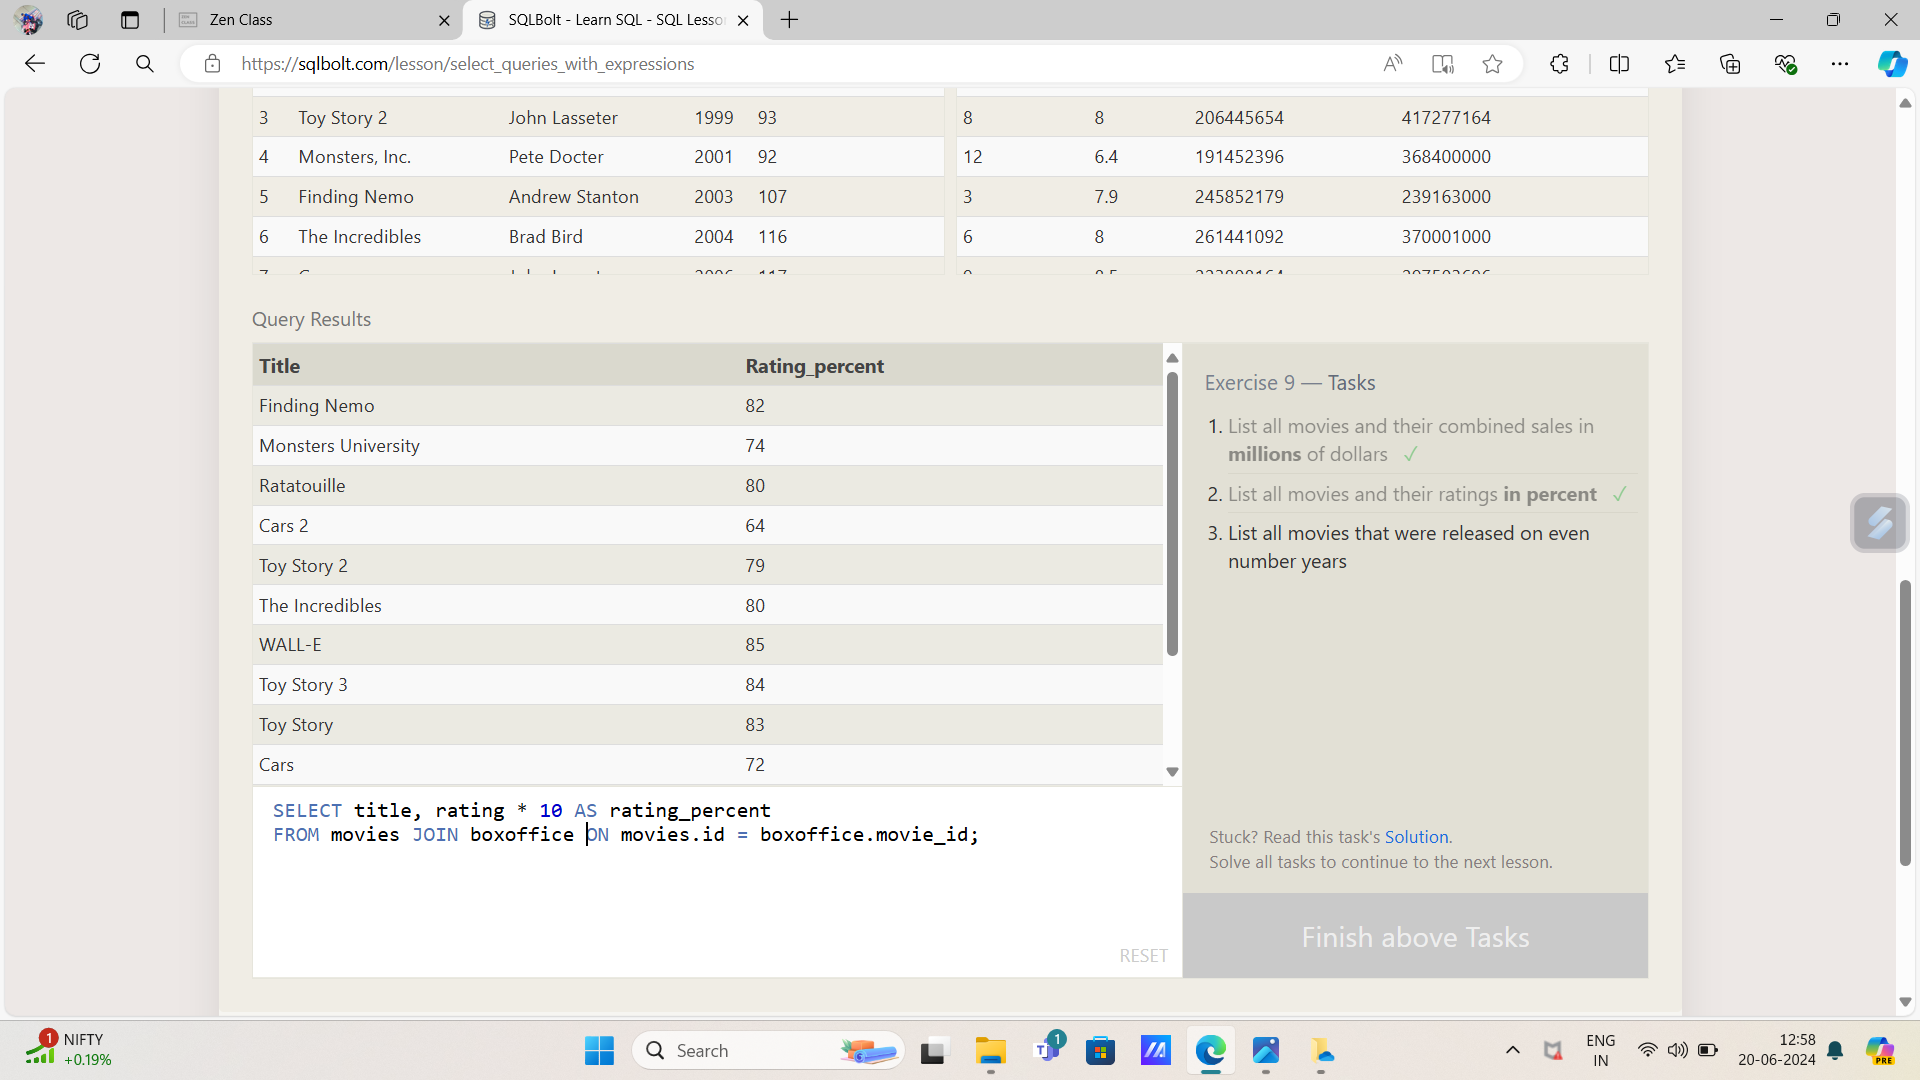 Zen Class
SQLBolt - Learn SQL - SQL Lesso
https://sqlbolt.com/lesson/select_queries_with_expressions
3 Toy Story 2 John Lasseter 1999 93 8 8 206445654 417277164
4 Monsters, Inc. Pete Docter 2001 92 12 6.4 191452396 368400000
5 Finding Nemo Andrew Stanton 2003 107 3 7.9 245852179 239163000
6 The Incredibles Brad Bird 2004 116 6 8 261441092 370001000
Query Results
Title Rating_percent
Finding Nemo 82
Monsters University 74
Ratatouille 80
Cars 2 64
Toy Story 2 79
The Incredibles 80
WALL-E 85
Toy Story 3 84
Toy Story 83
Cars 72
SELECT title, rating * 10 AS rating_percent
FROM movies JOIN boxoffice ON movies.id = boxoffice.movie_id;
RESET
Exercise 9 — Tasks
1. List all movies and their combined sales in
millions of dollars ✓
2. List all movies and their ratings in percent ✓
3. List all movies that were released on even
number years
Stuck? Read this task's Solution.
Solve all tasks to continue to the next lesson.
Finish above Tasks
1 NIFTY
+0.19%
Search
1
ENG
IN
12:58
20-06-2024
PRE